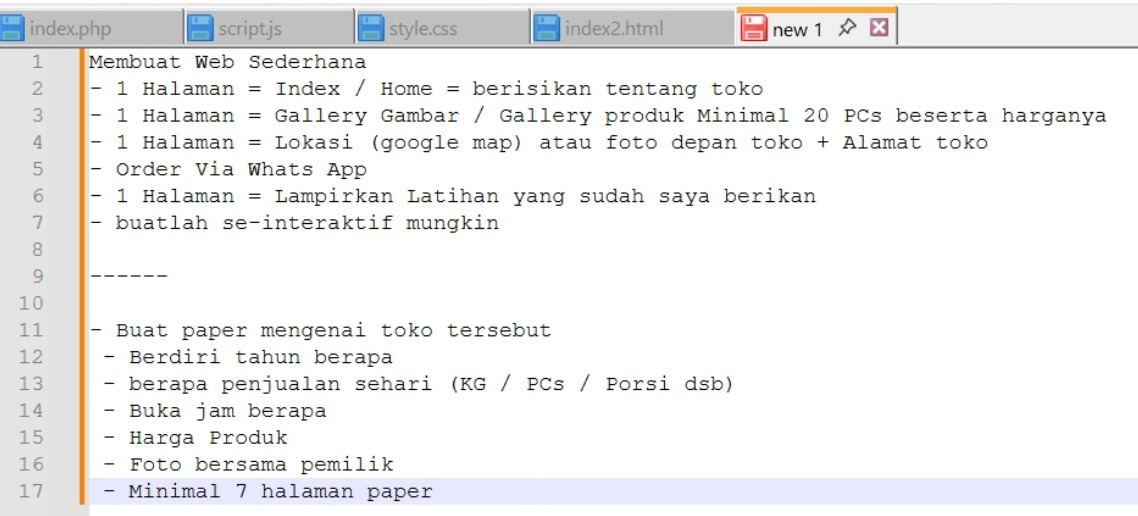 index.php script.js style.css index2.html new 1
1 Membuat Web Sederhana
2 - 1 Halaman = Index / Home = berisikan tentang toko
3 - 1 Halaman = Gallery Gambar / Gallery produk Minimal 20 PCs beserta harganya
4 - 1 Halaman = Lokasi (google map) atau foto depan toko + Alamat toko
5 - Order Via Whats App
6 - 1 Halaman = Lampirkan Latihan yang sudah saya berikan
7 - buatlah se-interaktif mungkin
8
9 ------
10
11 - Buat paper mengenai toko tersebut
12 - Berdiri tahun berapa
13 - berapa penjualan sehari (KG / PCs / Porsi dsb)
14 - Buka jam berapa
15 - Harga Produk
16 - Foto bersama pemilik
17 - Minimal 7 halaman paper